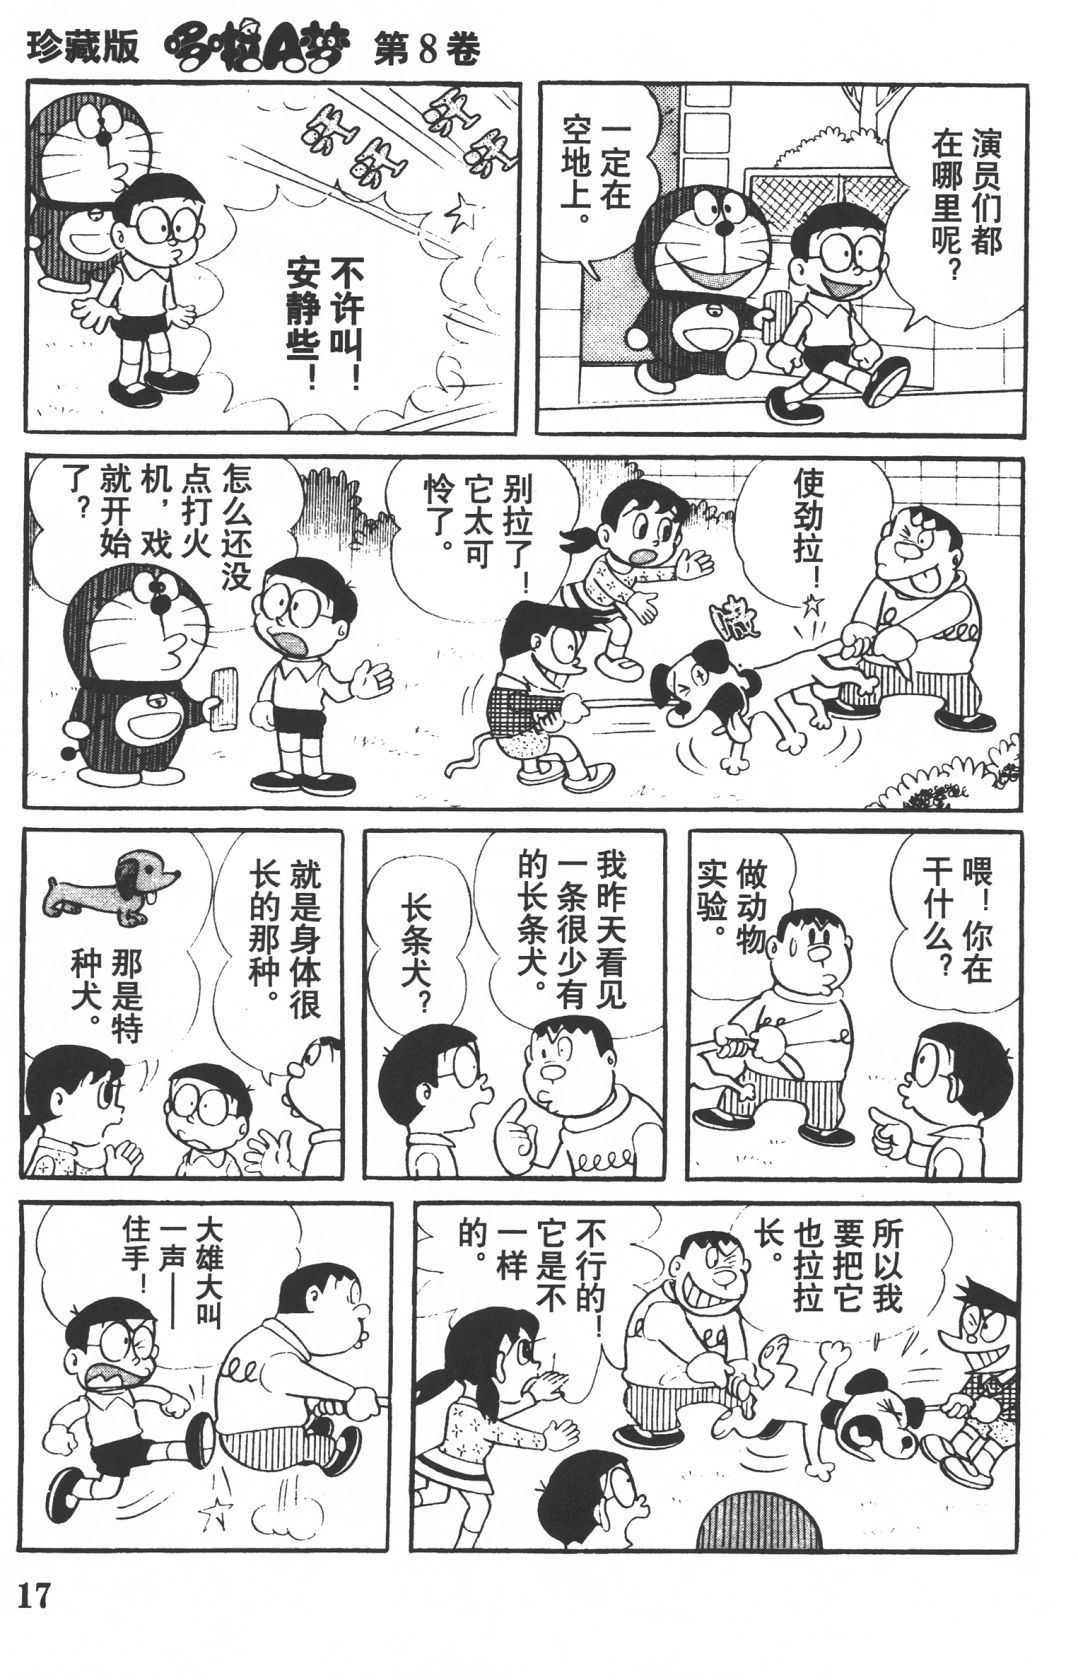 珍藏版 哆啦A梦 第8卷
演员们都
在哪里呢？
一定在
空地上。
不许叫！
安静些！
使劲拉！
别拉了！
它太可
怜了。
怎么还没
点打火
机，戏
就开始
了？
喂！你在
干什么？
做动物
实验。
我昨天看见
一条很少有
的长条犬。
长条犬？
就是身体很
长的那种。
那是特
种犬。
所以我
要把它
也拉拉
长。
不行的！
它是不
一样
的。
大雄大叫
一声——
住手！
17